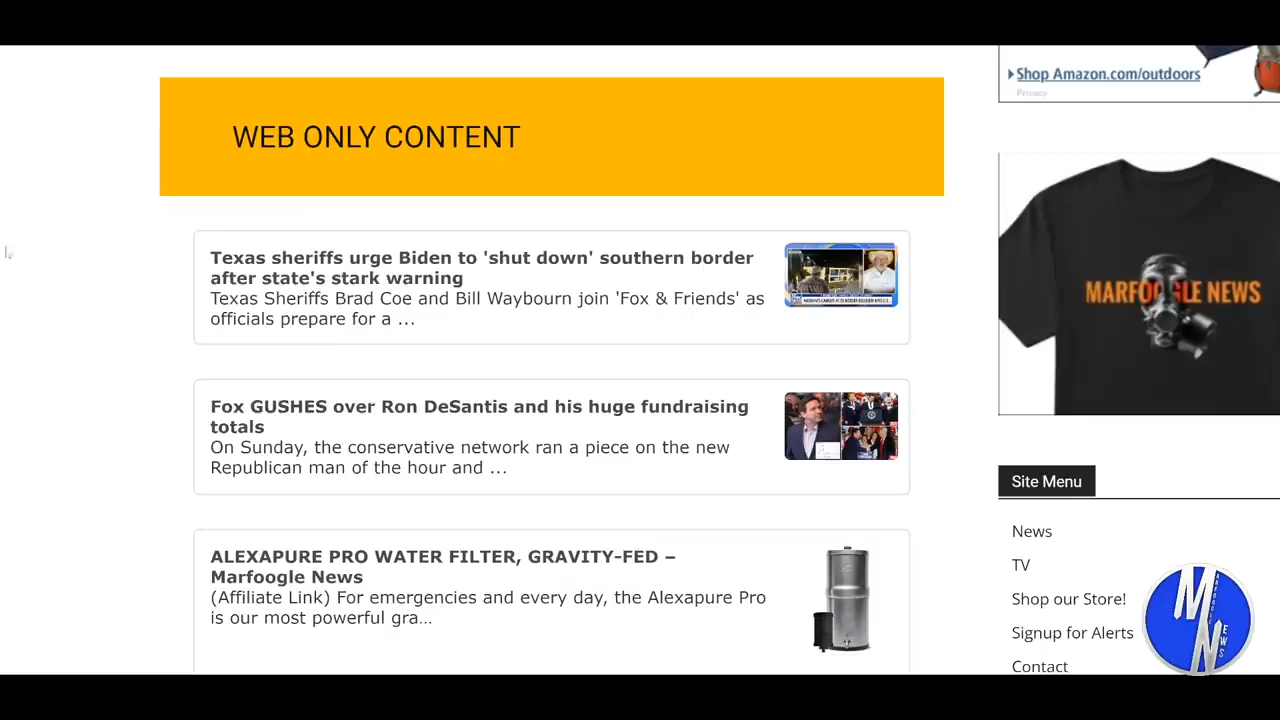 Shop Amazon.com/outdoors
Privacy
WEB ONLY CONTENT
Texas sheriffs urge Biden to 'shut down' southern border
after state's stark warning
Texas Sheriffs Brad Coe and Bill Waybourn join 'Fox & Friends' as
officials prepare for a ...
Fox GUSHES over Ron DeSantis and his huge fundraising
totals
On Sunday, the conservative network ran a piece on the new
Republican man of the hour and ...
ALEXAPURE PRO WATER FILTER, GRAVITY-FED –
Marfoogle News
(Affiliate Link) For emergencies and every day, the Alexapure Pro
is our most powerful gra...
MARFOOGLE NEWS
Site Menu
News
TV
Shop our Store!
Signup for Alerts
Contact